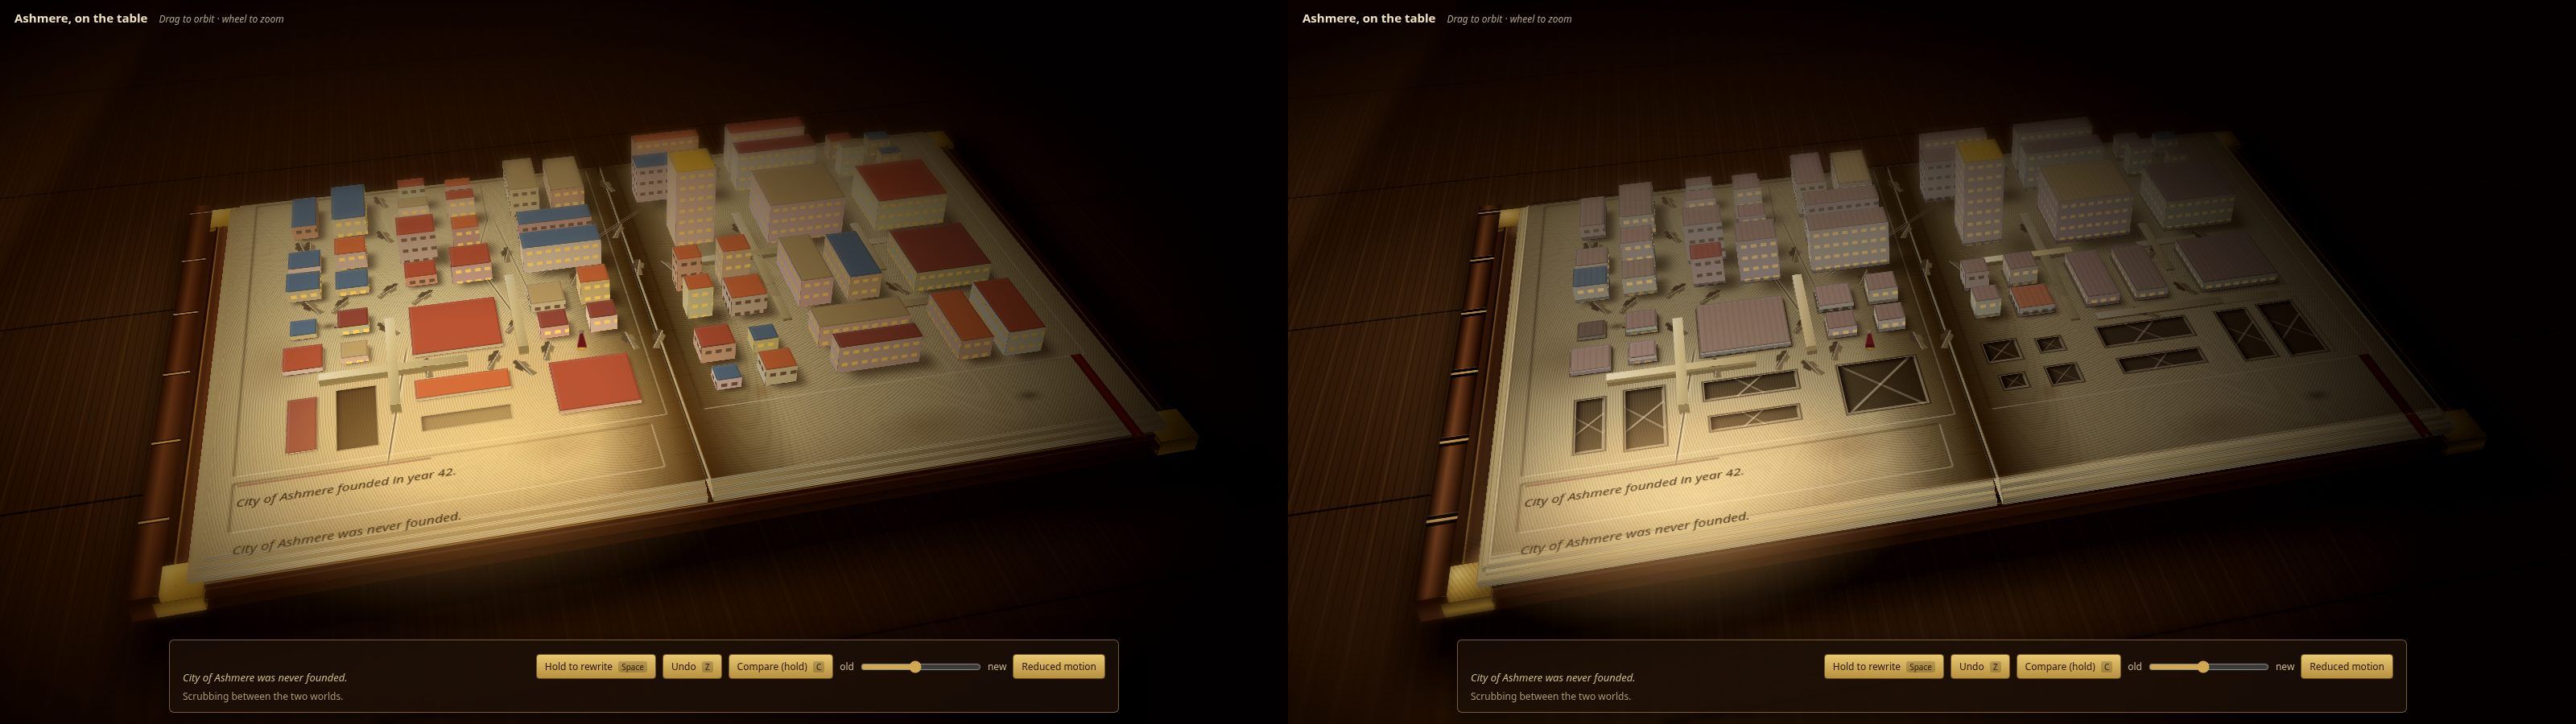 Ashmere, on the table Drag to orbit · wheel to zoom
City of Ashmere founded in year 42.
City of Ashmere was never founded.
Hold to rewrite Space Undo Z Compare (hold) C old new Reduced motion
City of Ashmere was never founded.
Scrubbing between the two worlds.
Ashmere, on the table Drag to orbit · wheel to zoom
City of Ashmere founded in year 42.
City of Ashmere was never founded.
Hold to rewrite Space Undo Z Compare (hold) C old new Reduced motion
City of Ashmere was never founded.
Scrubbing between the two worlds.